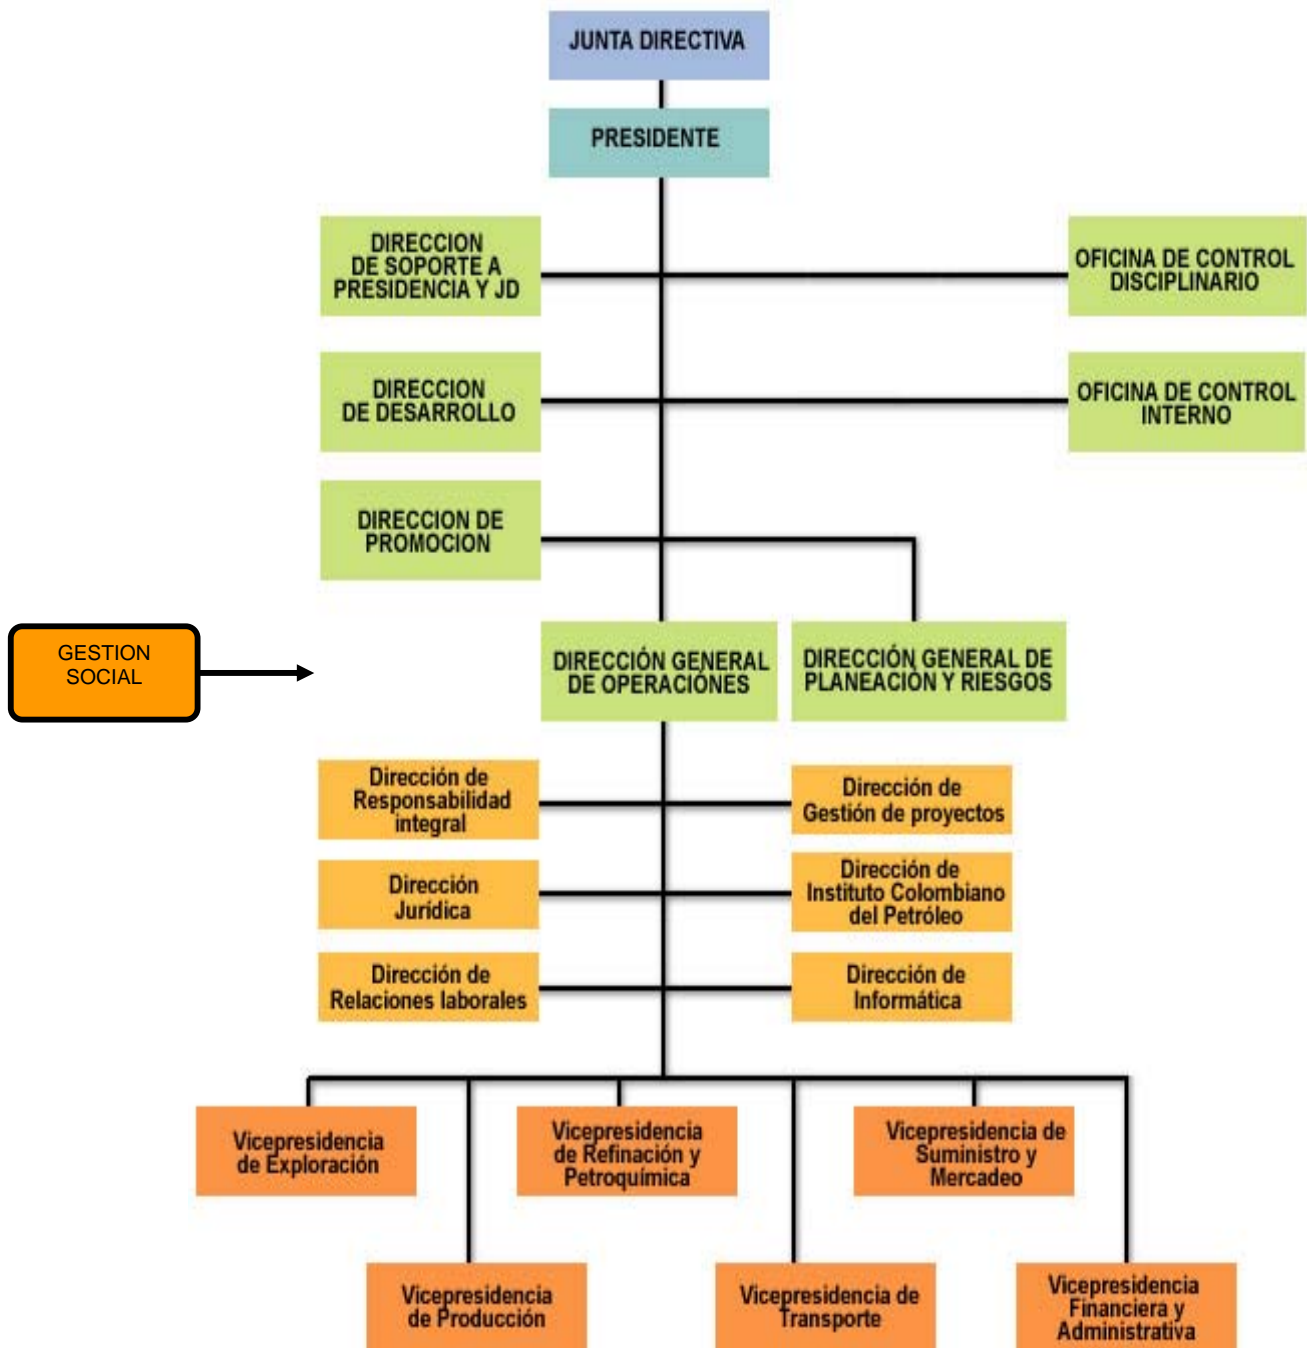 JUNTA DIRECTIVA
PRESIDENTE
DIRECCION
DE SOPORTE A
PRESIDENCIA Y JD
OFICINA DE CONTROL
DISCIPLINARIO
DIRECCION
DE DESARROLLO
OFICINA DE CONTROL
INTERNO
DIRECCION DE
PROMOCION
GESTION
SOCIAL
DIRECCIÓN GENERAL
DE OPERACIÓNES
DIRECCIÓN GENERAL DE
PLANEACIÓN Y RIESGOS
Dirección de
Responsabilidad
integral
Dirección de
Gestión de proyectos
Dirección
Jurídica
Dirección de
Instituto Colombiano
del Petróleo
Dirección de
Relaciones laborales
Dirección de
Informática
Vicepresidencia
de Exploración
Vicepresidencia
de Refinación y
Petroquímica
Vicepresidencia de
Suministro y
Mercadeo
Vicepresidencia
de Producción
Vicepresidencia de
Transporte
Vicepresidencia
Financiera y
Administrativa